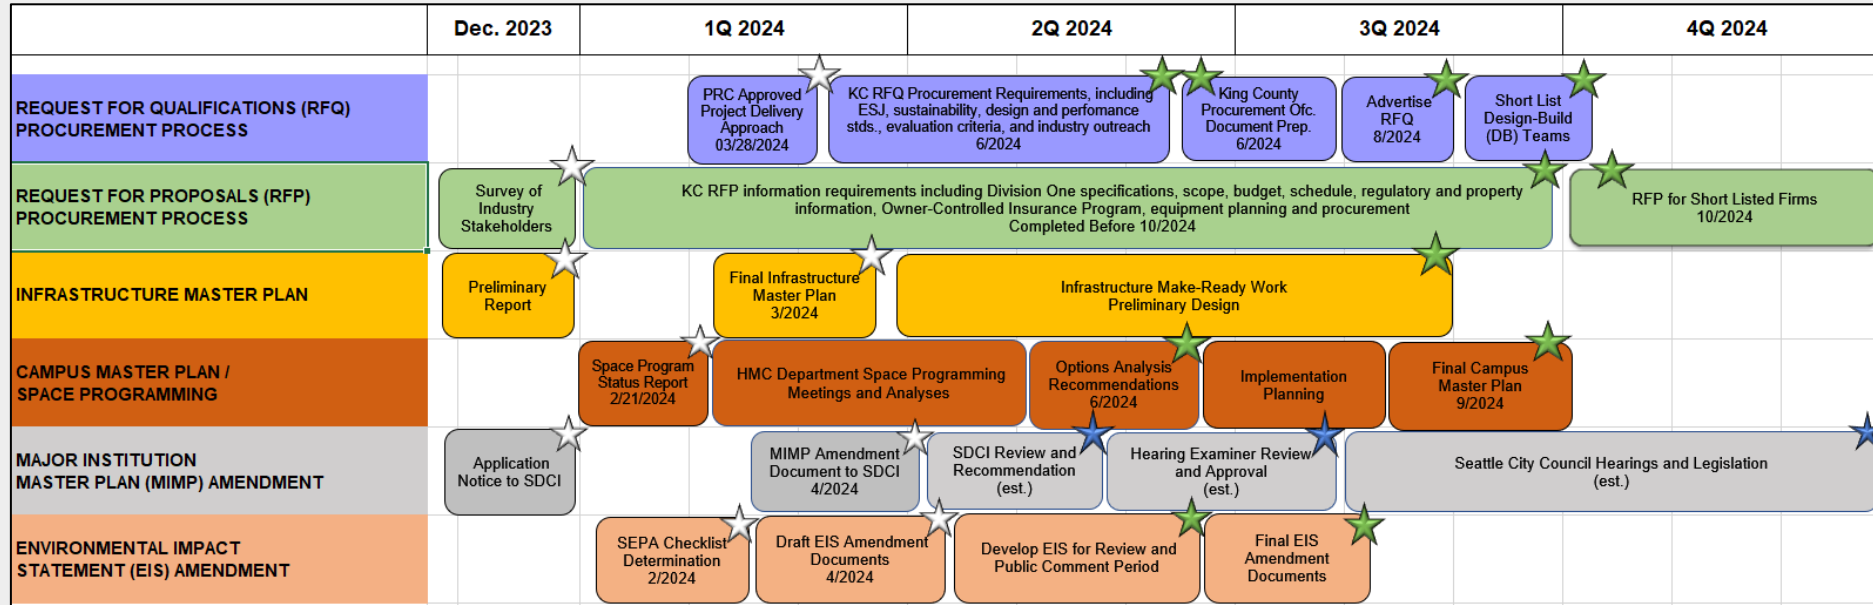 Dec. 2023
1Q 2024
2Q 2024
3Q 2024
4Q 2024
REQUEST FOR QUALIFICATIONS (RFQ)
PROCUREMENT PROCESS
PRC Approved
Project Delivery
Approach
03/28/2024
KC RFQ Procurement Requirements, including
ESJ, sustainability, design and perfomance
stds., evaluation criteria, and industry outreach
6/2024
King County
Procurement Ofc.
Document Prep.
6/2024
Advertise
RFQ
8/2024
Short List
Design-Build
(DB) Teams
REQUEST FOR PROPOSALS (RFP)
PROCUREMENT PROCESS
Survey of
Industry
Stakeholders
KC RFP information requirements including Division One specifications, scope, budget, schedule, regulatory and property
information, Owner-Controlled Insurance Program, equipment planning and procurement
Completed Before 10/2024
RFP for Short Listed Firms
10/2024
INFRASTRUCTURE MASTER PLAN
Preliminary
Report
Final Infrastructure
Master Plan
3/2024
Infrastructure Make-Ready Work
Preliminary Design
CAMPUS MASTER PLAN /
SPACE PROGRAMMING
Space Program
Status Report
2/21/2024
HMC Department Space Programming
Meetings and Analyses
Options Analysis
Recommendations
6/2024
Implementation
Planning
Final Campus
Master Plan
9/2024
MAJOR INSTITUTION
MASTER PLAN (MIMP) AMENDMENT
Application
Notice to SDCI
MIMP Amendment
Document to SDCI
4/2024
SDCI Review and
Recommendation
(est.)
Hearing Examiner Review
and Approval
(est.)
Seattle City Council Hearings and Legislation
(est.)
ENVIRONMENTAL IMPACT
STATEMENT (EIS) AMENDMENT
SEPA Checklist
Determination
2/2024
Draft EIS Amendment
Documents
4/2024
Develop EIS for Review and
Public Comment Period
Final EIS
Amendment
Documents